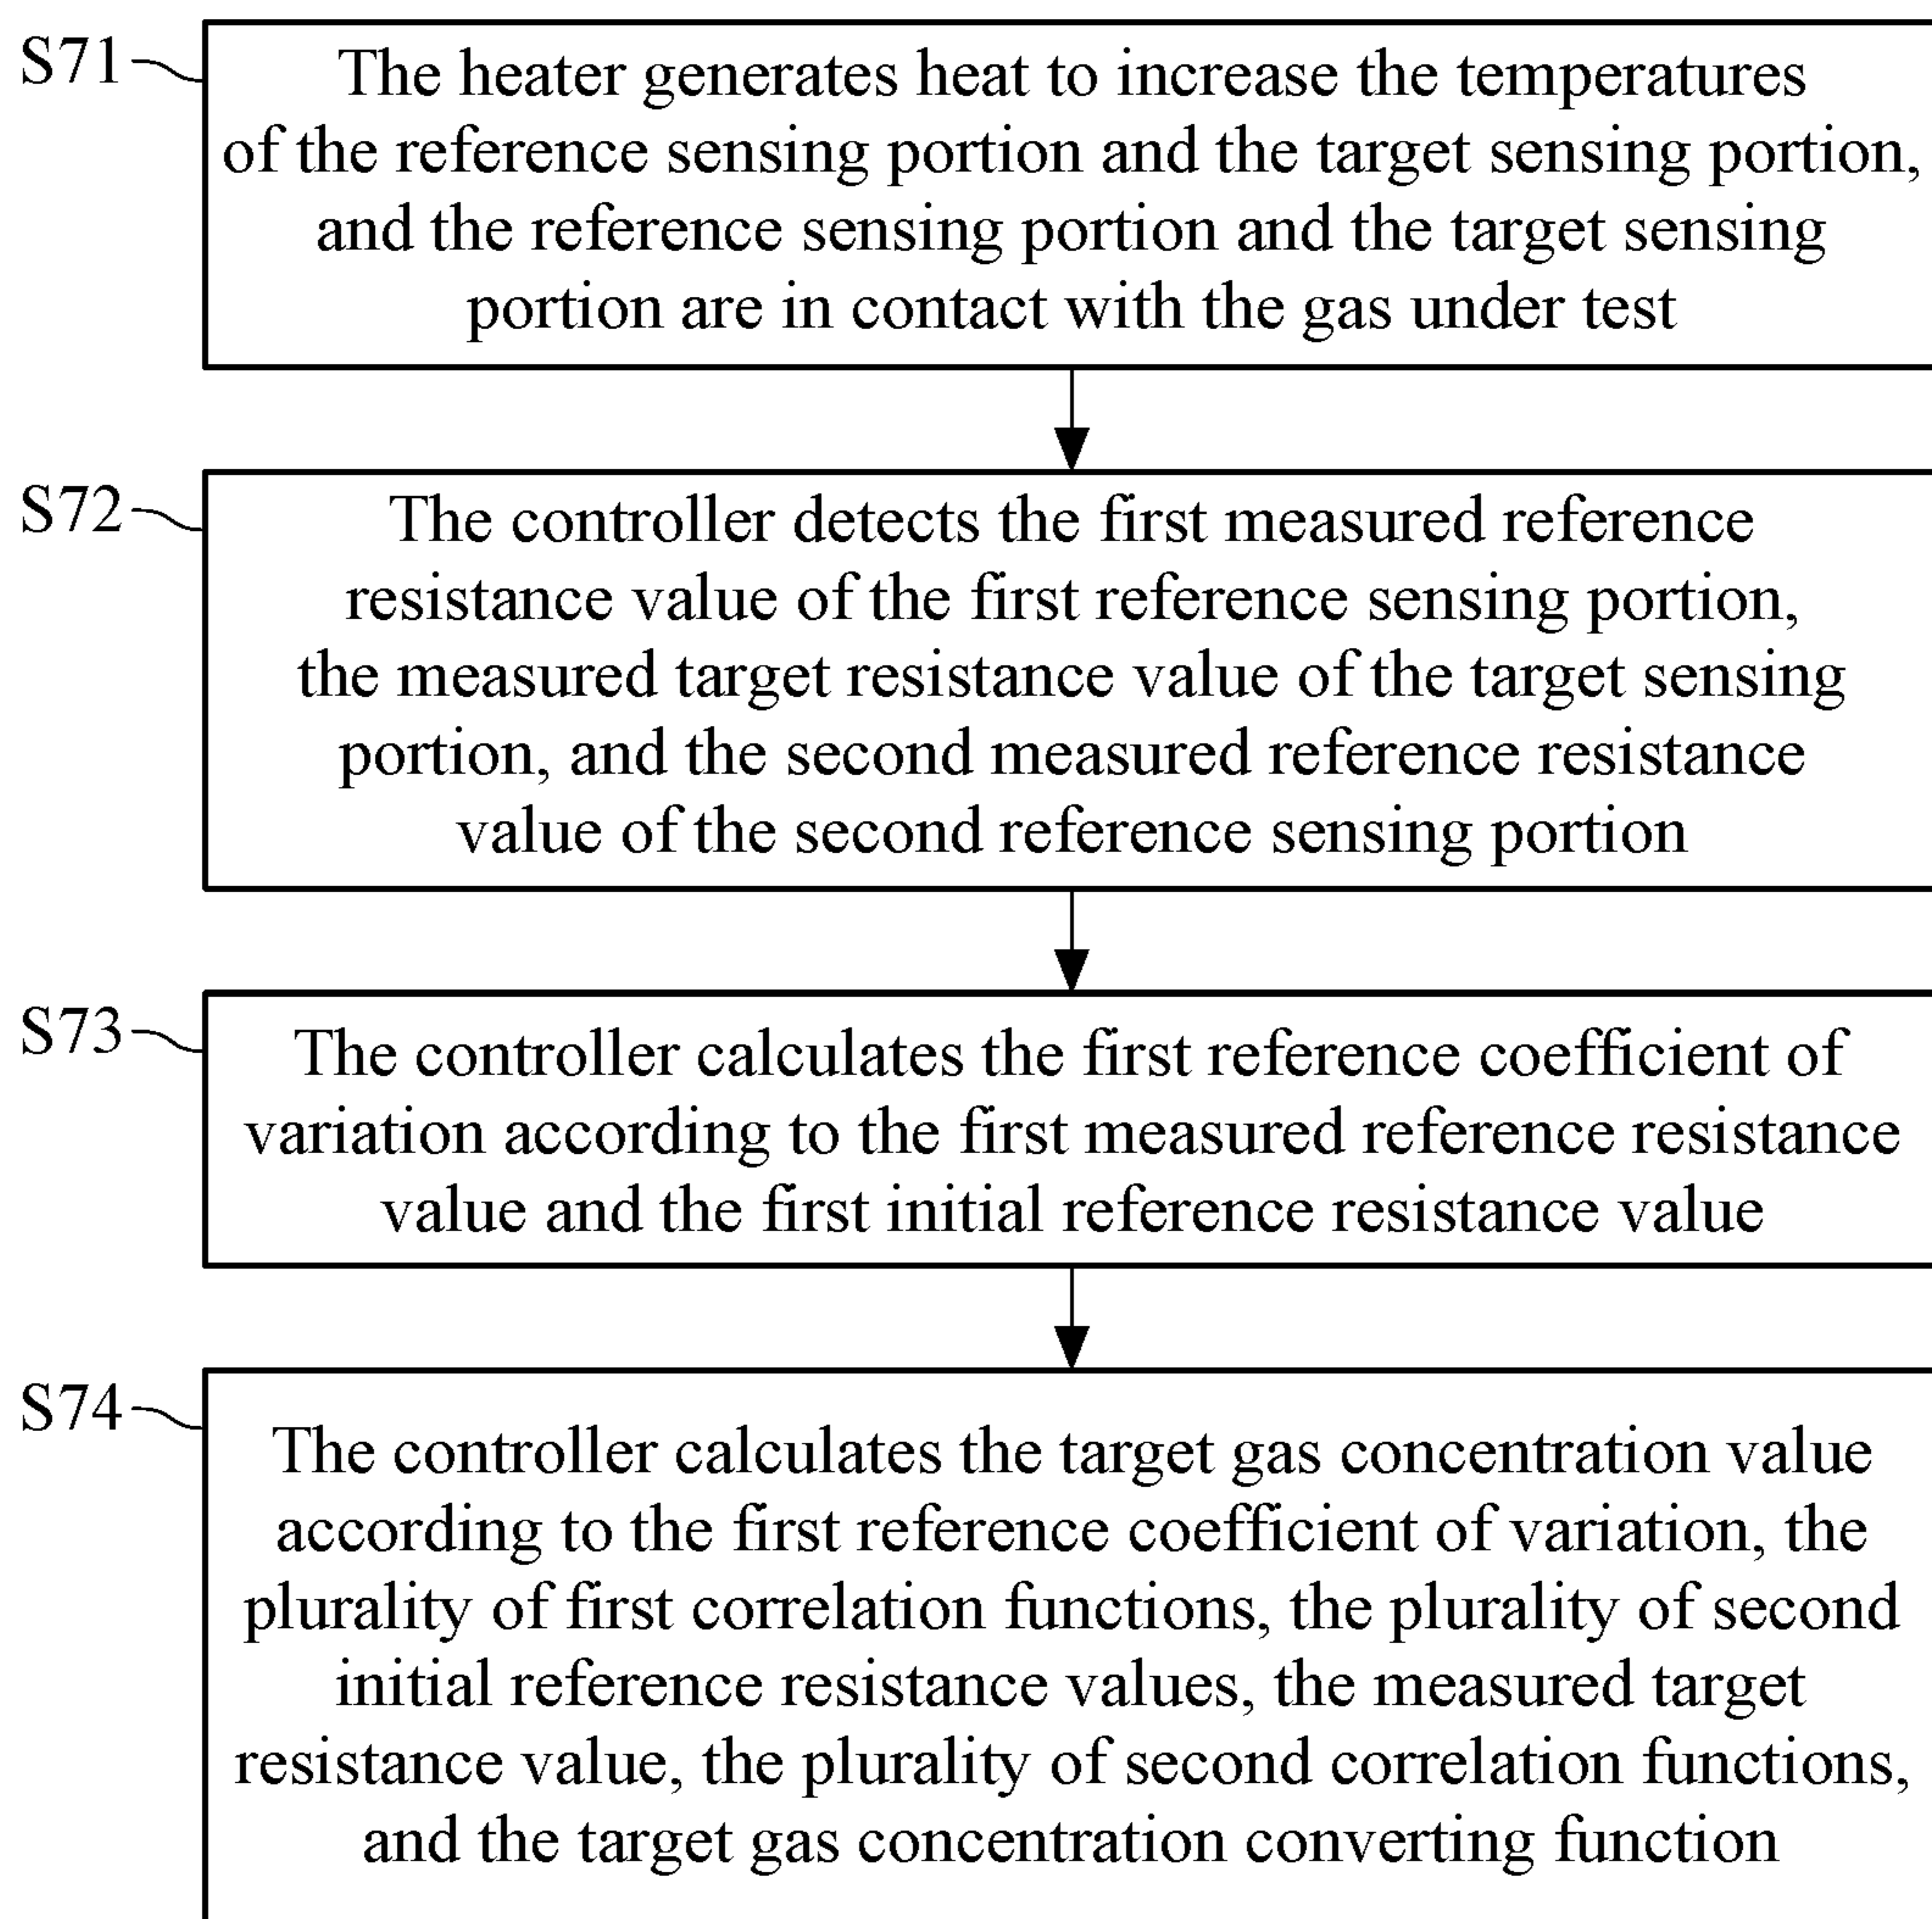 S71
The heater generates heat to increase the temperatures
of the reference sensing portion and the target sensing portion,
and the reference sensing portion and the target sensing
portion are in contact with the gas under test
S72
The controller detects the first measured reference
resistance value of the first reference sensing portion,
the measured target resistance value of the target sensing
portion, and the second measured reference resistance
value of the second reference sensing portion
S73
The controller calculates the first reference coefficient of
variation according to the first measured reference resistance
value and the first initial reference resistance value
S74
The controller calculates the target gas concentration value
according to the first reference coefficient of variation, the
plurality of first correlation functions, the plurality of second
initial reference resistance values, the measured target
resistance value, the plurality of second correlation functions,
and the target gas concentration converting function